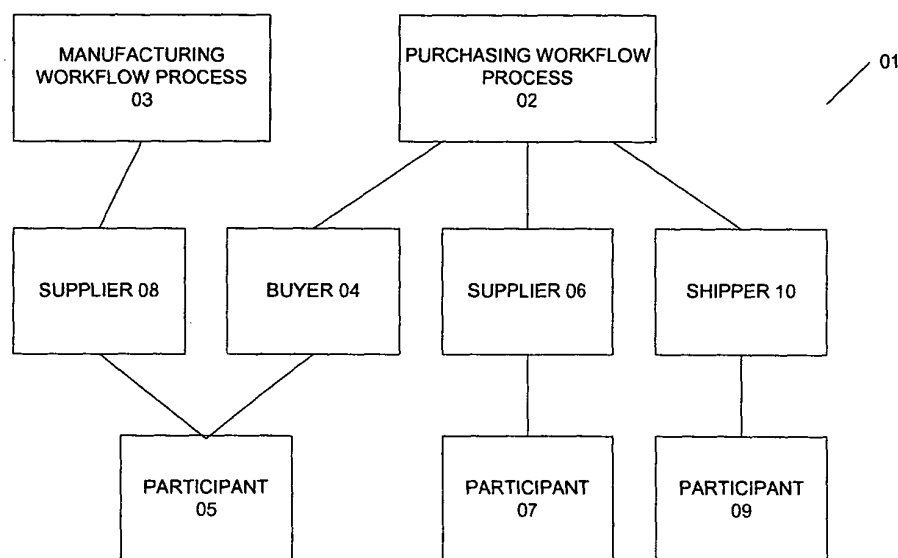 MANUFACTURING
WORKFLOW PROCESS
03
PURCHASING WORKFLOW
PROCESS
02
01
SUPPLIER 08
BUYER 04
SUPPLIER 06
SHIPPER 10
PARTICIPANT
05
PARTICIPANT
07
PARTICIPANT
09